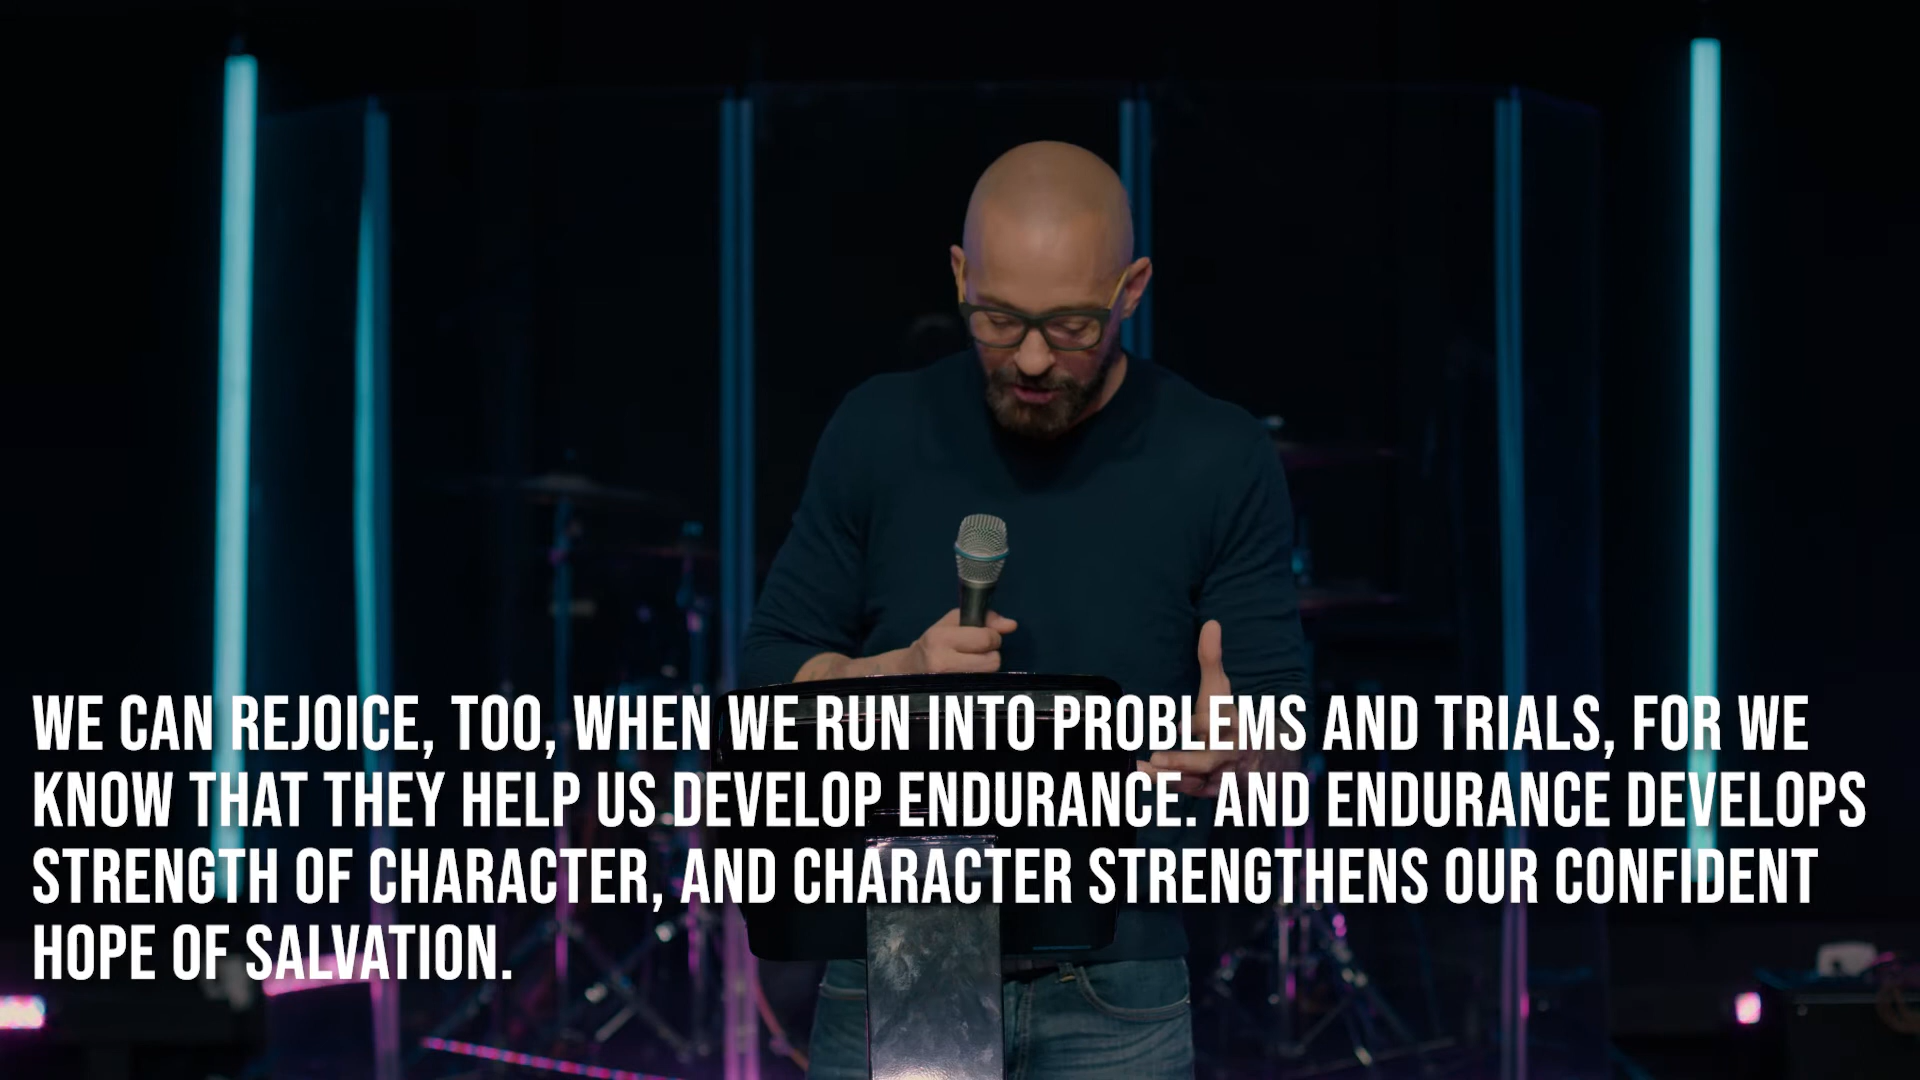 WE CAN REJOICE, TOO, WHEN WE RUN INTO PROBLEMS AND TRIALS, FOR WE
KNOW THAT THEY HELP US DEVELOP ENDURANCE. AND ENDURANCE DEVELOPS
STRENGTH OF CHARACTER, AND CHARACTER STRENGTHENS OUR CONFIDENT
HOPE OF SALVATION.